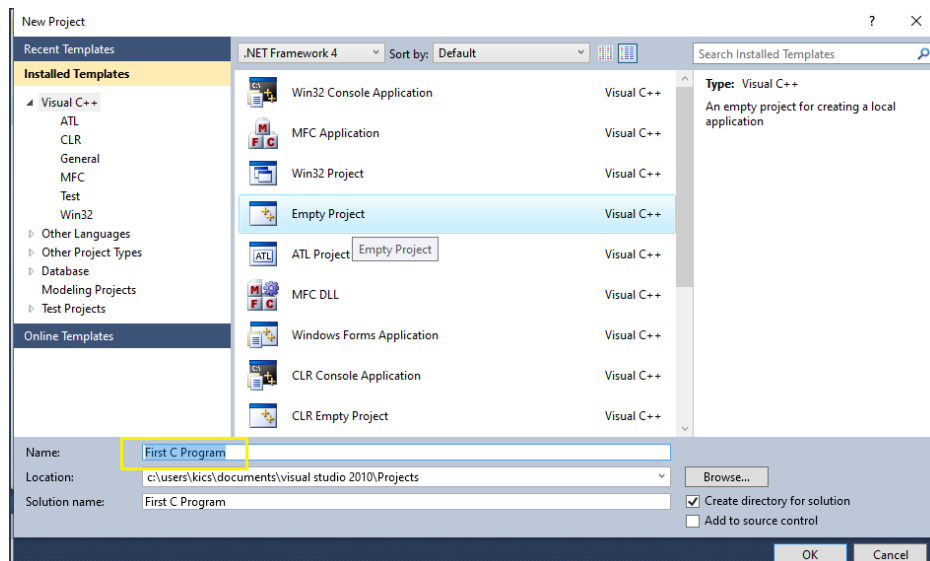 New Project
Recent Templates
Installed Templates
Visual C++
ATL
CLR
General
MFC
Test
Win32
Other Languages
Other Project Types
Database
Modeling Projects
Test Projects
Online Templates
.NET Framework 4 Sort by: Default
C:\ Win32 Console Application Visual C++
M F C MFC Application Visual C++
Win32 Project Visual C++
Empty Project Visual C++
ATL ATL Project Visual C++
Empty Project
M F C MFC DLL Visual C++
Windows Forms Application Visual C++
C:\ CLR Console Application Visual C++
CLR Empty Project Visual C++
Search Installed Templates
Type: Visual C++
An empty project for creating a local
application
Name: First C Program
Location: c:\users\kics\documents\visual studio 2010\Projects Browse...
Solution name: First C Program
Create directory for solution
Add to source control
OK Cancel